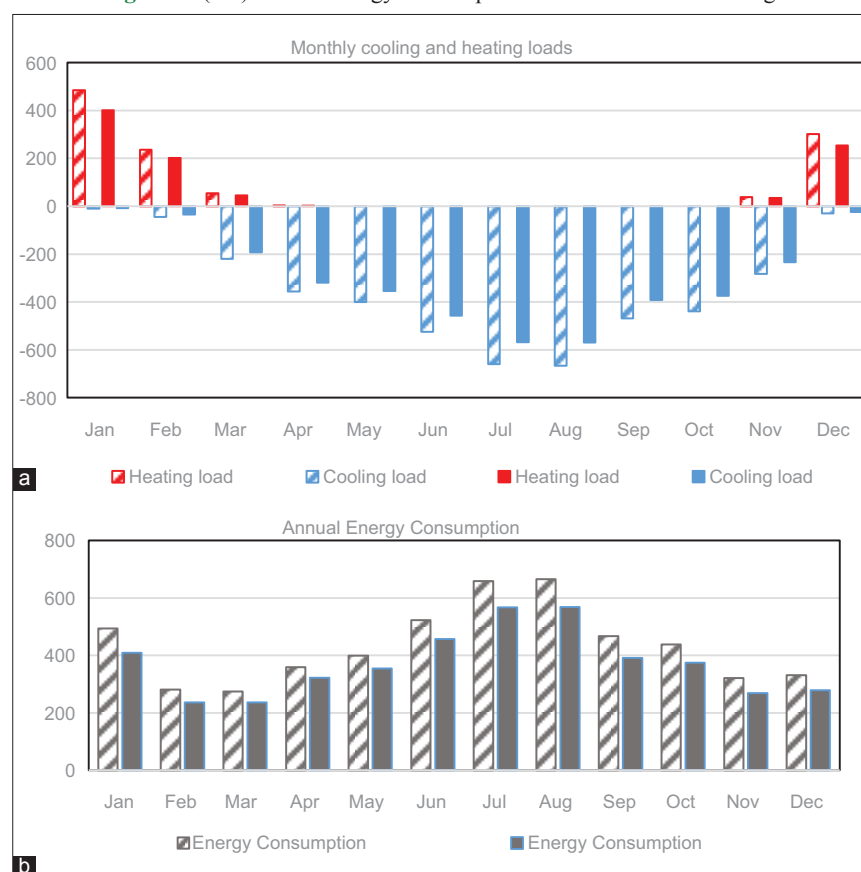 Monthly cooling and heating loads
600
400
200
0
-200
-400
-600
-800
Jan Feb Mar Apr May Jun Jul Aug Sep Oct Nov Dec
Heating load Cooling load Heating load Cooling load
a
Annual Energy Consumption
800
600
400
200
0
Jan Feb Mar Apr May Jun Jul Aug Sep Oct Nov Dec
Energy Consumption Energy Consumption
b